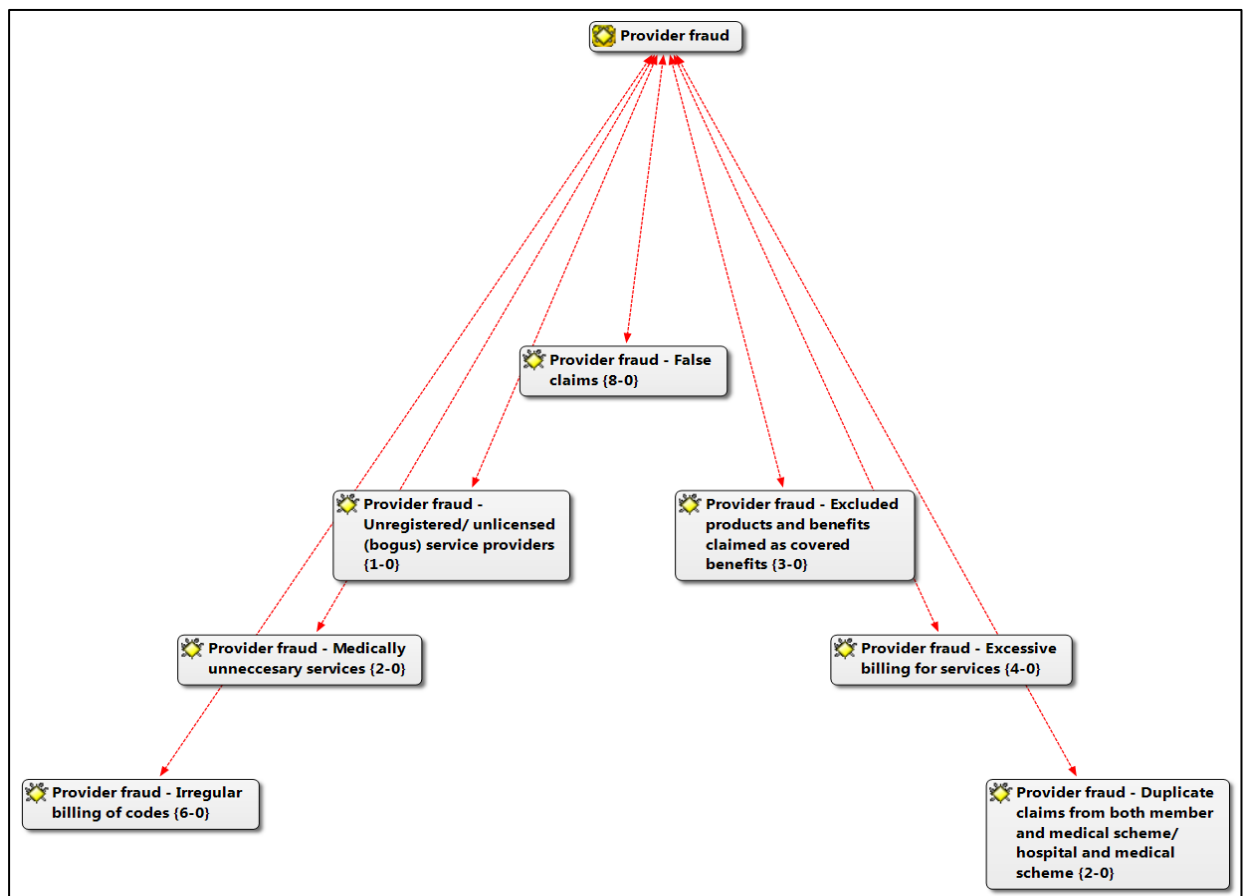 Provider fraud
Provider fraud - False
claims {8-0}
Provider fraud -
Unregistered/ unlicensed
(bogus) service providers
{1-0}
Provider fraud - Excluded
products and benefits
claimed as covered
benefits {3-0}
Provider fraud - Medically
unneccesary services {2-0}
Provider fraud - Excessive
billing for services {4-0}
Provider fraud - Irregular
billing of codes {6-0}
Provider fraud - Duplicate
claims from both member
and medical scheme/
hospital and medical
scheme {2-0}